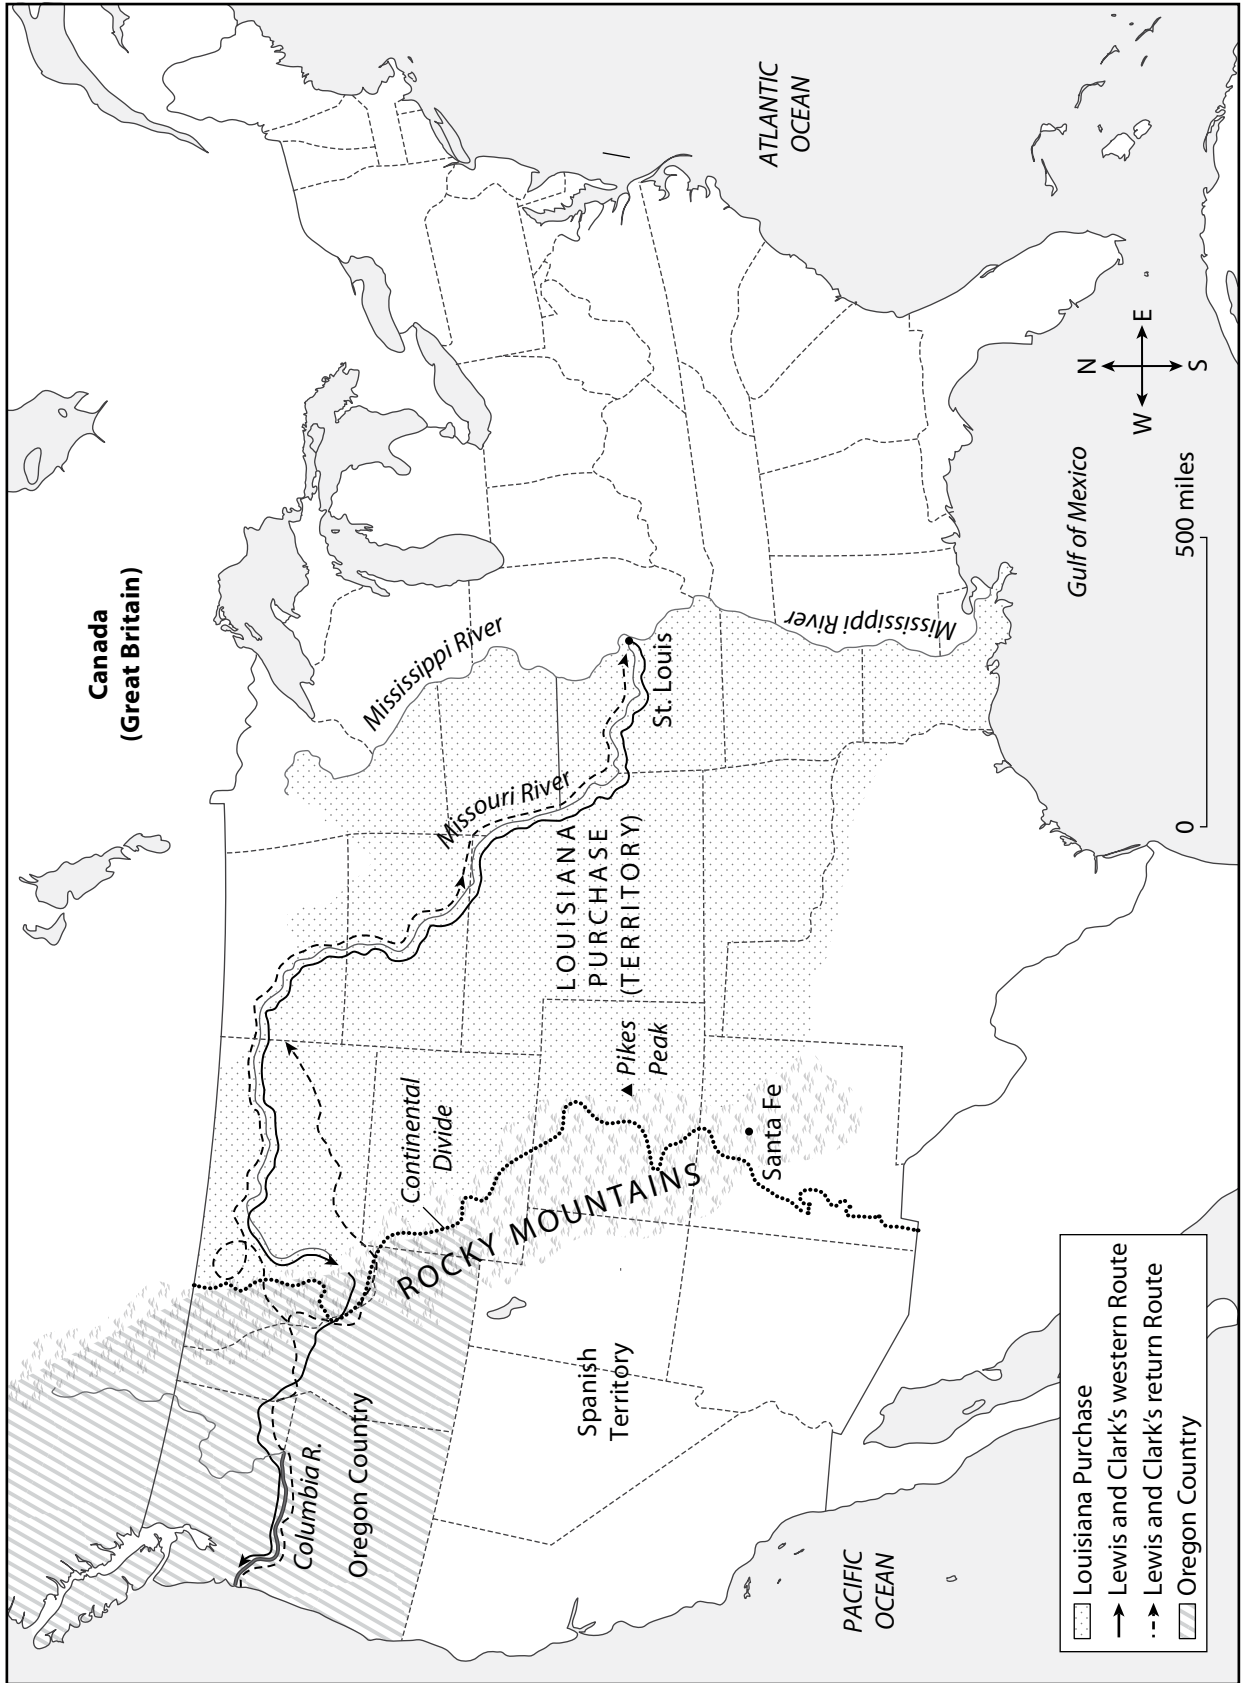 Canada
(Great Britain)
ATLANTIC
OCEAN
Mississippi River
Missouri River
St. Louis
Mississippi River
LOUISIANA
PURCHASE
(TERRITORY)
Pikes
Peak
Continental
Divide
Santa Fe
ROCKY MOUNTAINS
Columbia R.
Oregon Country
Spanish
Territory
PACIFIC
OCEAN
Gulf of Mexico
N
W
E
S
0
500 miles
Louisiana Purchase
Lewis and Clark's western Route
Lewis and Clark's return Route
Oregon Country